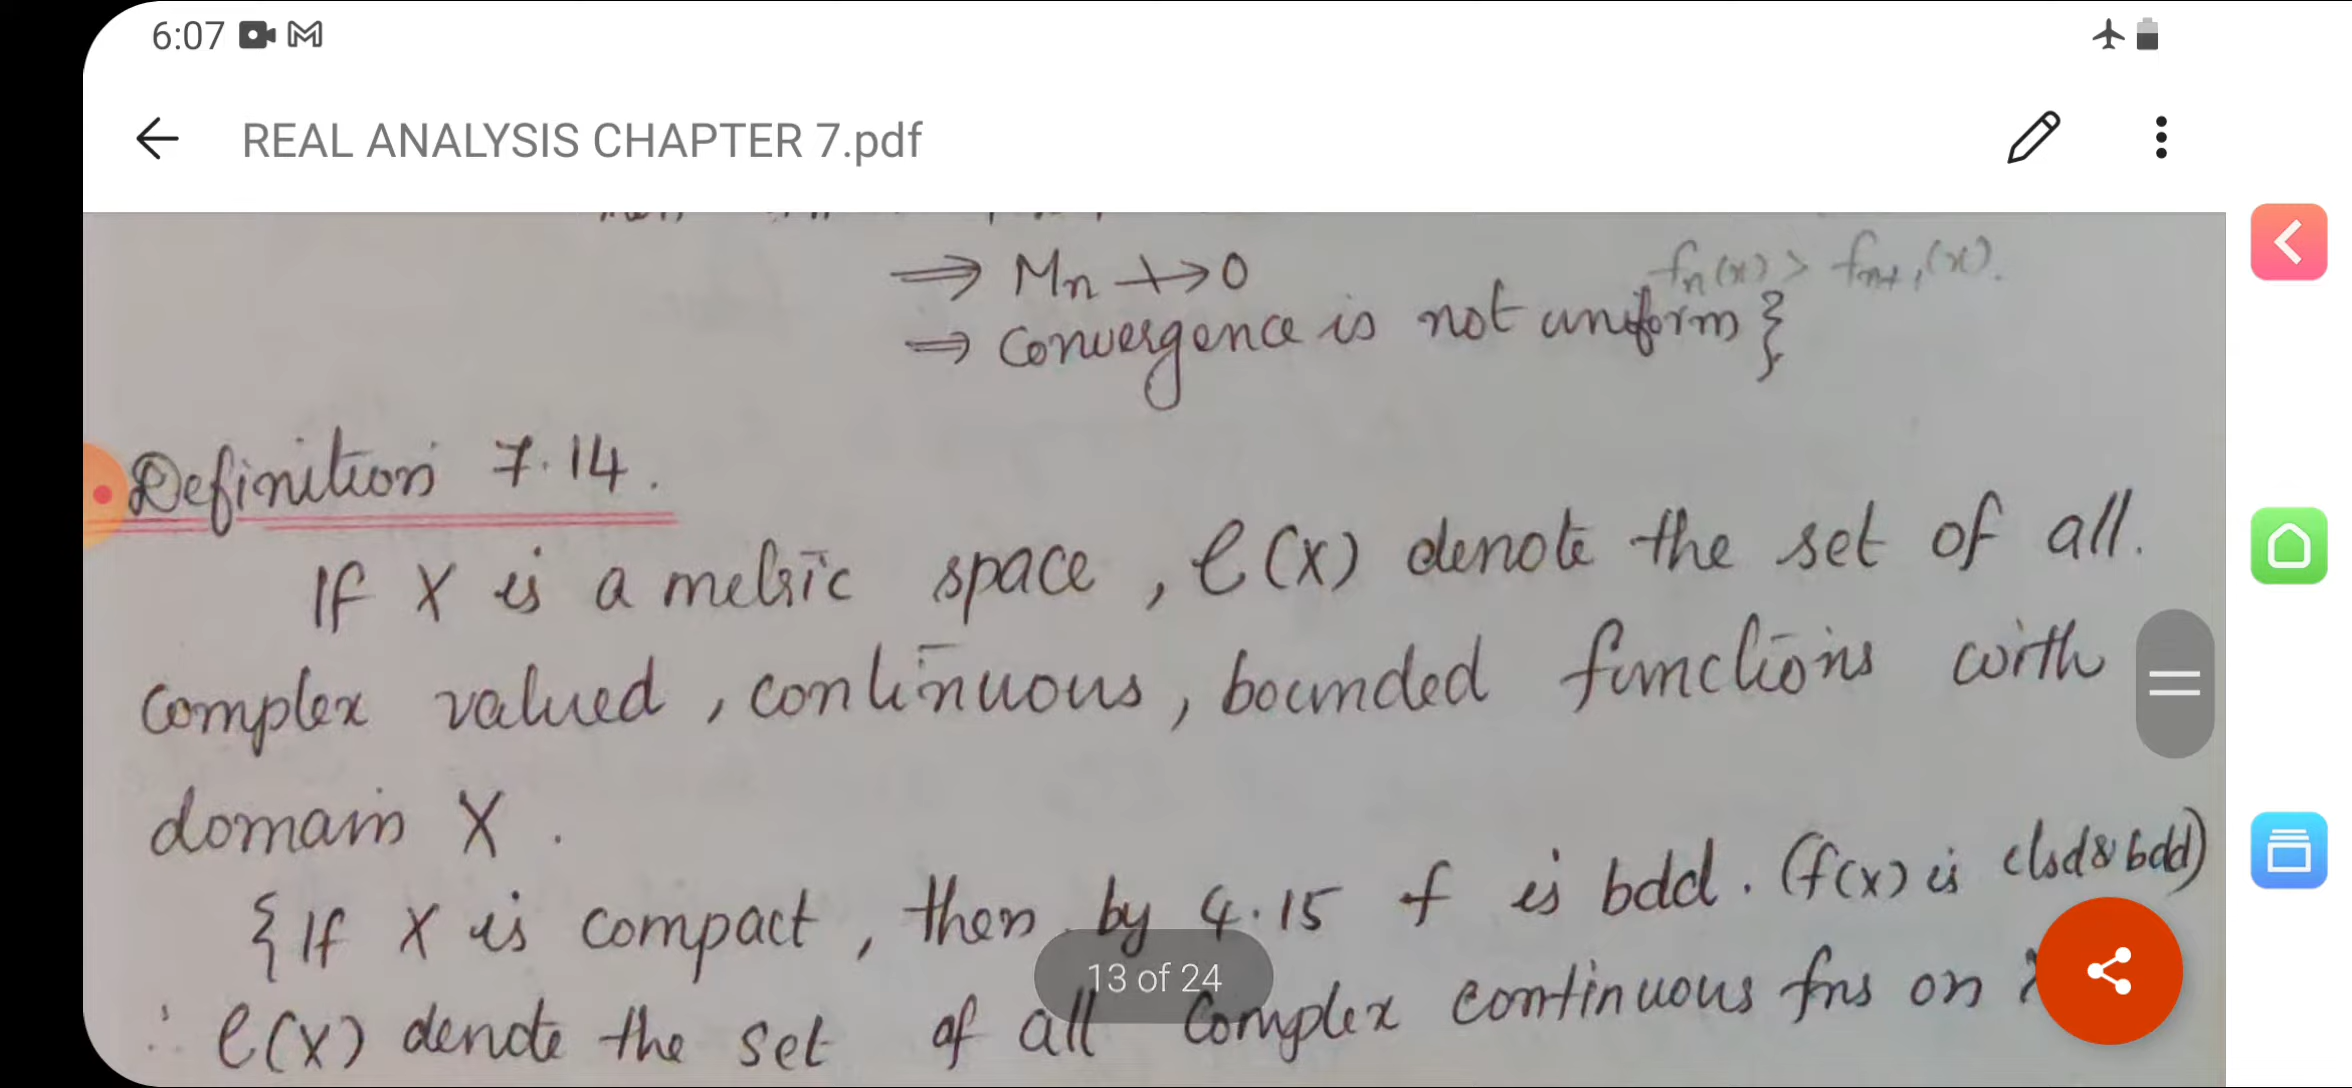 6:07
REAL ANALYSIS CHAPTER 7.pdf
⇒ Mn ↛ 0
fn(x) > fn+1(x).
⇒ Convergence is not uniform }
Definition 7.14.
If X is a metric space, C(X) denote the set of all.
complex valued, continuous, bounded functions with
domain X.
{ If X is compact, then by 4.15 f is bdd. (f(x) is clsd & bdd)
13 of 24
∴ C(X) denote the set of all Complex continuous fns on